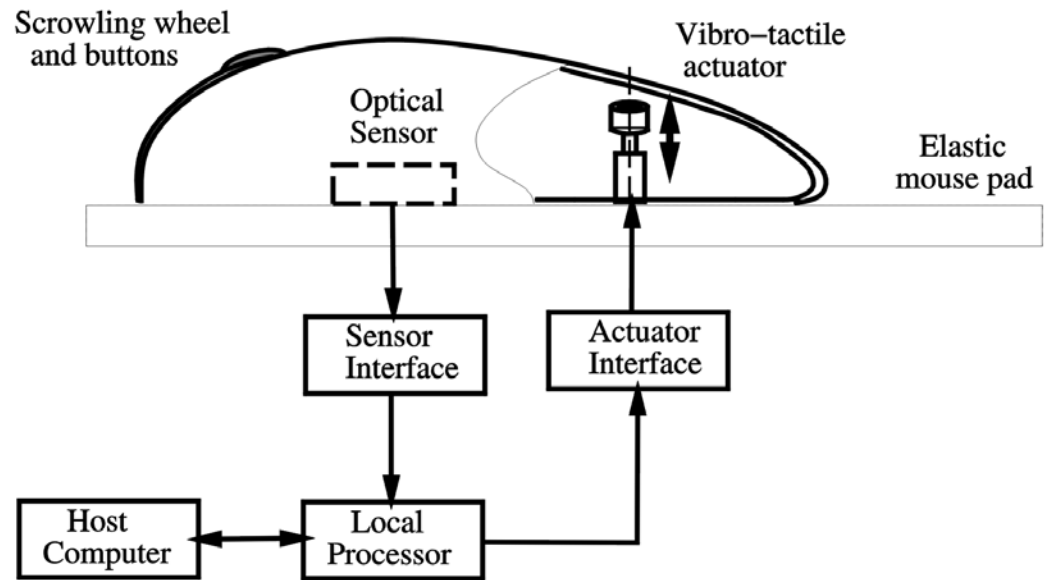 Scrowling wheel
and buttons
Vibro-tactile
actuator
Optical
Sensor
Elastic
mouse pad
Sensor
Interface
Actuator
Interface
Host
Computer
Local
Processor